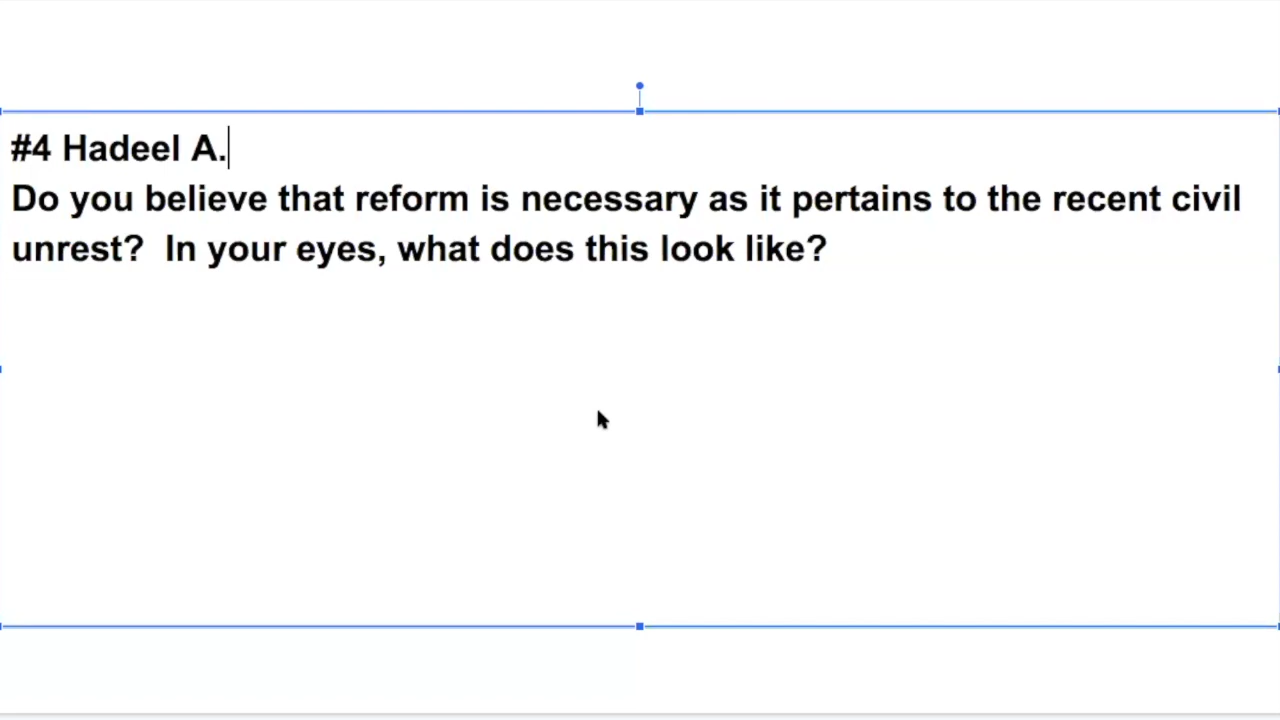 #4 Hadeel A.
Do you believe that reform is necessary as it pertains to the recent civil
unrest?  In your eyes, what does this look like?